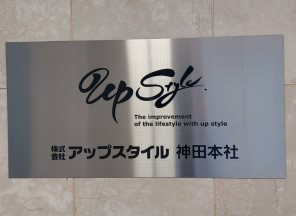 up Style.
The improvement
of the lifestyle with up style
株式会社 アップスタイル 神田本社